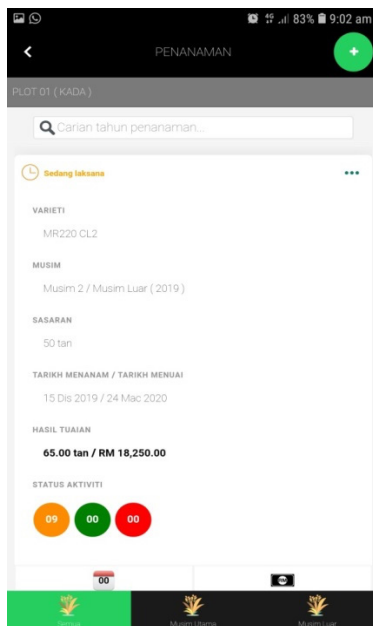 83% 9:02 am
PENANAMAN
+
PLOT 01 ( KADA )
Carian tahun penanaman...
Sedang laksana
VARIETI
MR220 CL2
MUSIM
Musim 2 / Musim Luar ( 2019 )
SASARAN
50 tan
TARIKH MENANAM / TARIKH MENUAI
15 Dis 2019 / 24 Mac 2020
HASIL TUAIAN
65.00 tan / RM 18,250.00
STATUS AKTIVITI
09 00 00
00
Semua Musim Utama Musim Luar